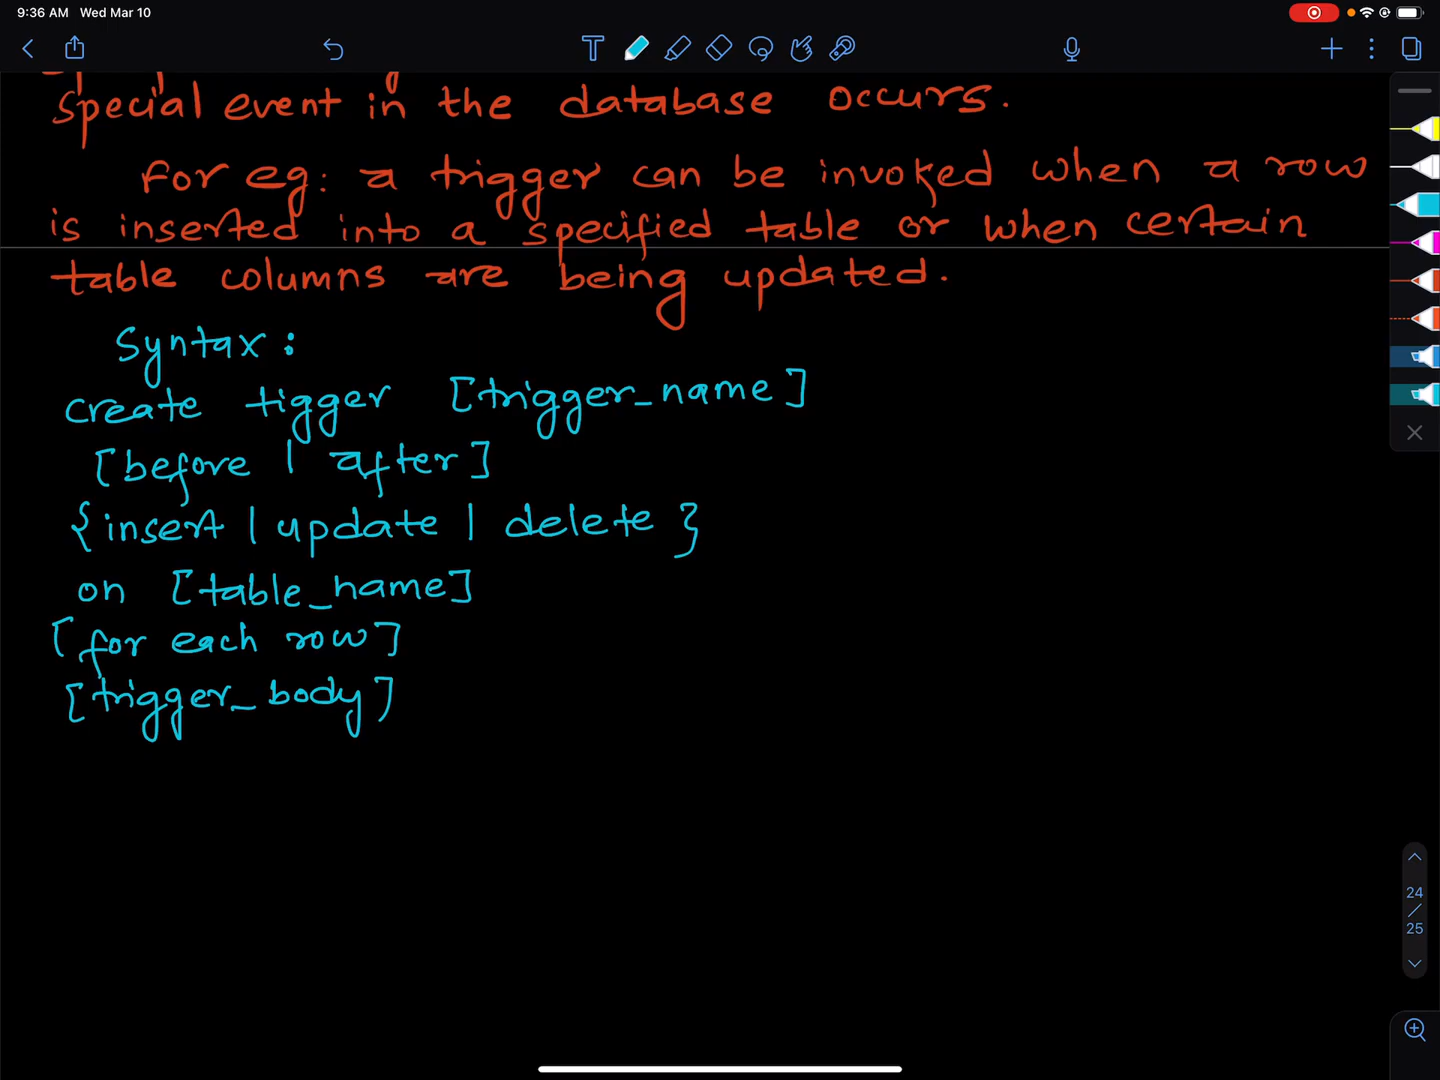 9:36 AM Wed Mar 10
special event in the database occurs.
for eg: a trigger can be invoked when a row
is inserted into a specified table or when certain
table columns are being updated.
Syntax:
create tigger [trigger_name]
[before | after]
{insert | update | delete}
on [table_name]
[for each row]
[trigger_body]
24
/
25